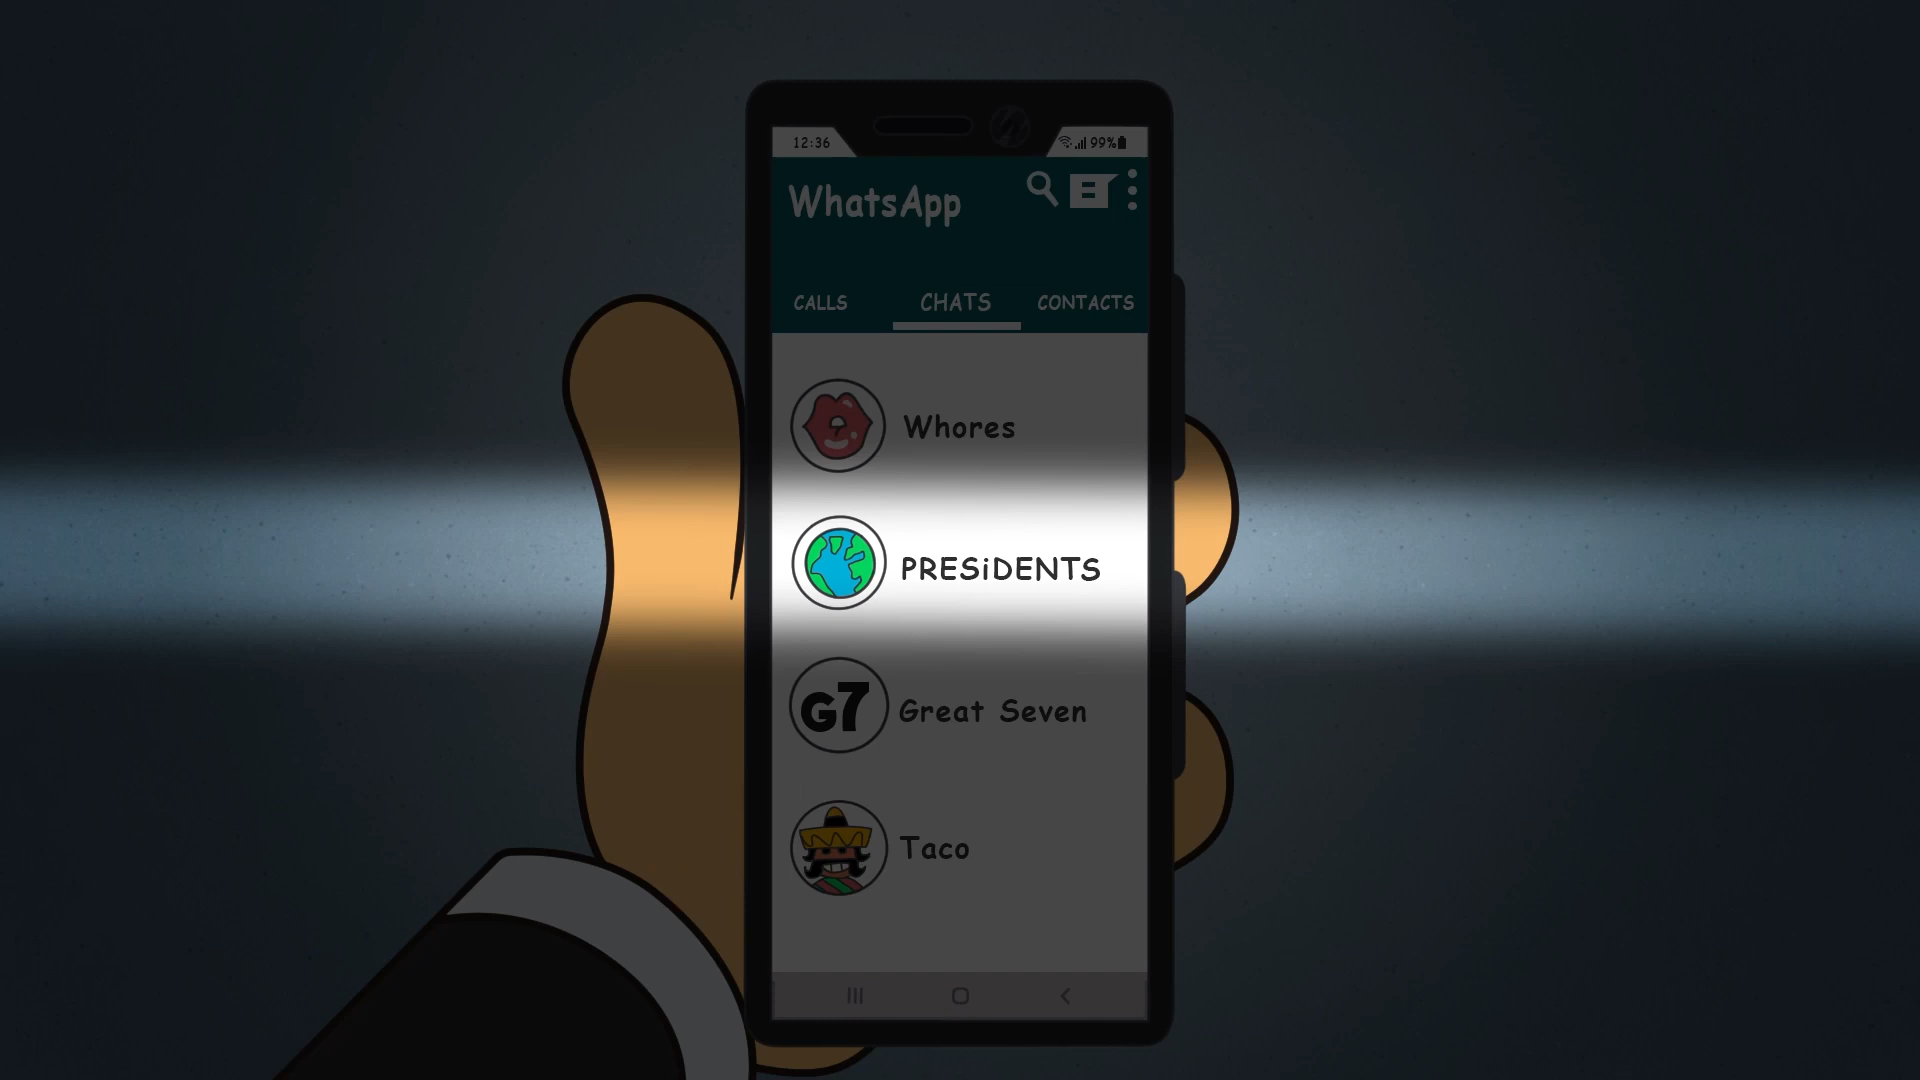 12:36 99%
WhatsApp
CALLS CHATS CONTACTS
Whores
PRESiDENTS
G7 Great Seven
Taco